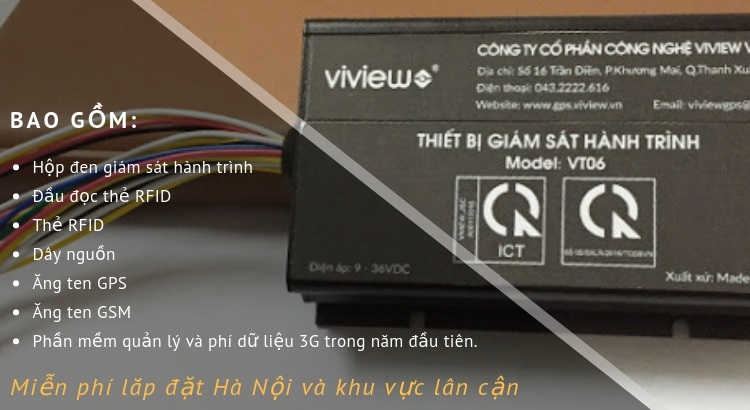 viview®
CÔNG TY CỔ PHẦN CÔNG NGHỆ VIVIEW V
Địa chỉ: Số 16 Trần Điền, P.Khương Mai, Q.Thanh Xu
Điện thoại: 043.2222.616
Website: www.gps.viview.vn Email: viviewgps@
THIẾT BỊ GIÁM SÁT HÀNH TRÌNH
Model: VT06
ICT
Điện áp: 9 - 36VDC
Xuất xứ: Made
BAO GỒM:
• Hộp đen giám sát hành trình
• Đầu đọc thẻ RFID
• Thẻ RFID
• Dây nguồn
• Ăng ten GPS
• Ăng ten GSM
• Phần mềm quản lý và phí dữ liệu 3G trong năm đầu tiên.
Miễn phí lắp đặt Hà Nội và khu vực lân cận